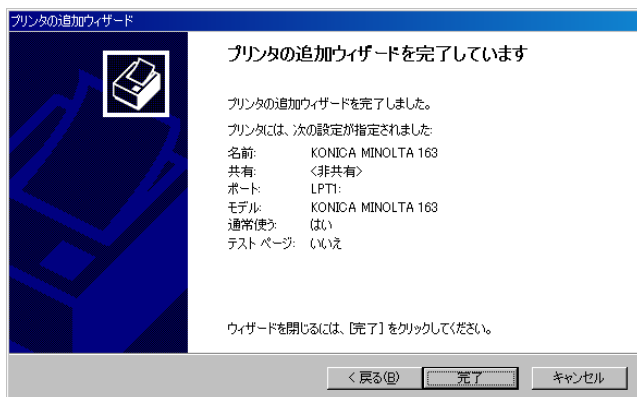 プリンタの追加ウィザード
プリンタの追加ウィザードを完了しています
プリンタの追加ウィザードを完了しました。
プリンタには、次の設定が指定されました:
名前: KONICA MINOLTA 163
共有: <非共有>
ポート: LPT1:
モデル: KONICA MINOLTA 163
通常使う: はい
テスト ページ: いいえ
ウィザードを閉じるには、[完了] をクリックしてください。
< 戻る(B) 完了 キャンセル